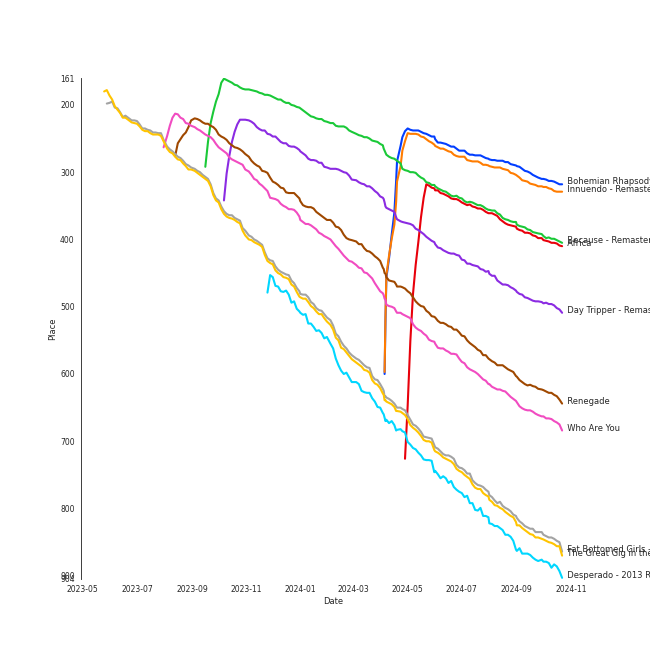 161
200
300
400
500
600
700
800
900
904
Place
2023-05
2023-07
2023-09
2023-11
2024-01
2024-03
2024-05
2024-07
2024-09
2024-11
Date
Bohemian Rhapsody
Innuendo - Remaste
Because - Remaster
Africa
Day Tripper - Remas
Renegade
Who Are You
Fat Bottomed Girls
The Great Gig in the
Desperado - 2013 R